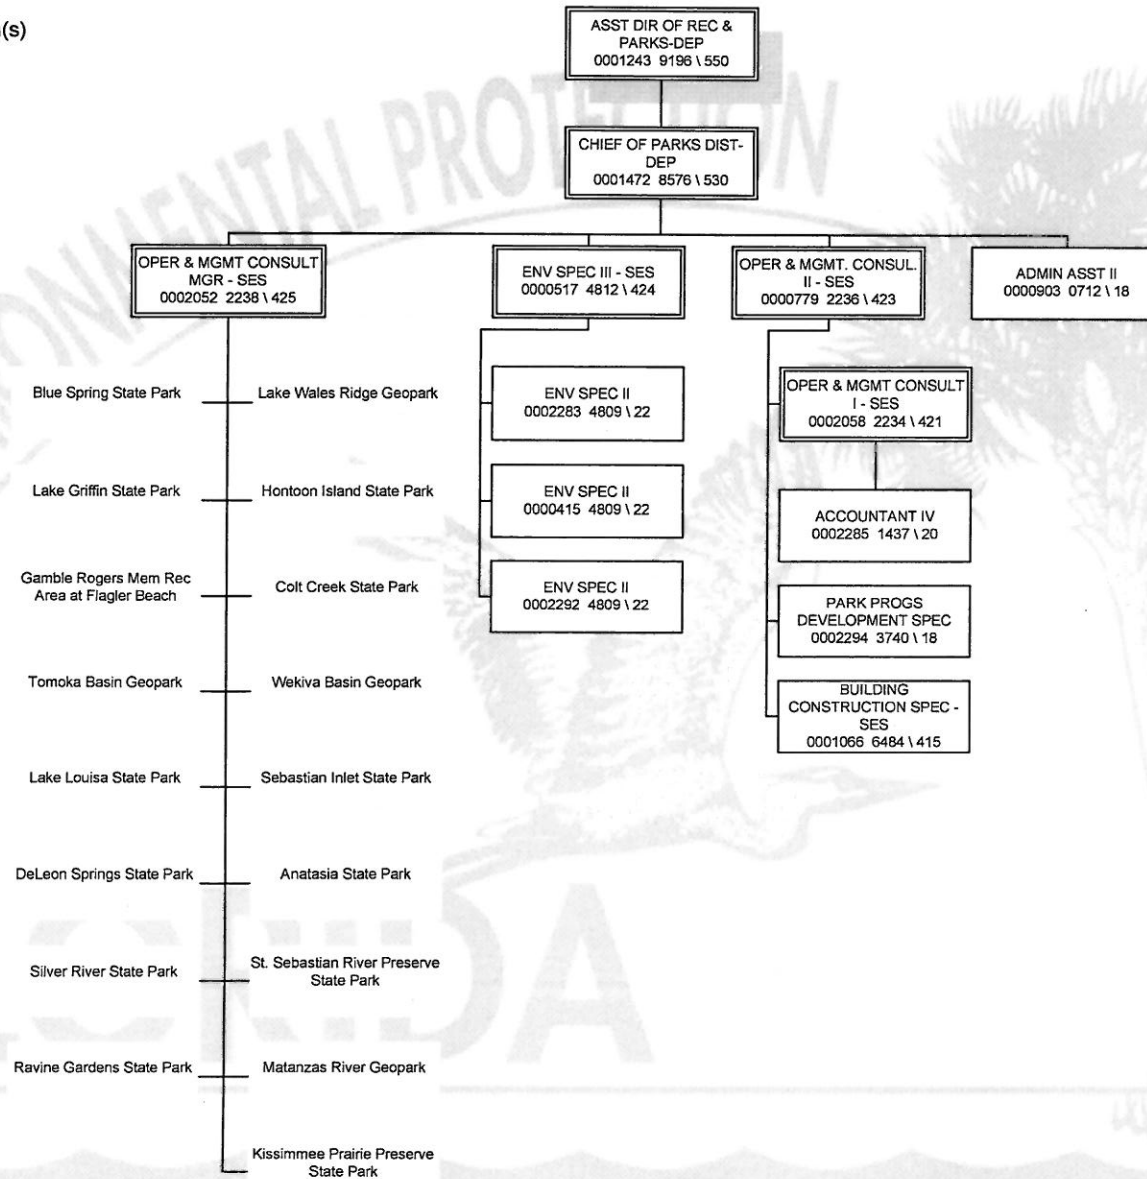 (s)
ASST DIR OF REC &
PARKS-DEP
0001243 9196 \ 550
CHIEF OF PARKS DIST-
DEP
0001472 8576 \ 530
OPER & MGMT CONSULT
MGR - SES
0002052 2238 \ 425
ENV SPEC III - SES
0000517 4812 \ 424
OPER & MGMT. CONSUL.
II - SES
0000779 2236 \ 423
ADMIN ASST II
0000903 0712 \ 18
Blue Spring State Park
Lake Wales Ridge Geopark
Lake Griffin State Park
Hontoon Island State Park
Gamble Rogers Mem Rec
Area at Flagler Beach
Colt Creek State Park
Tomoka Basin Geopark
Wekiva Basin Geopark
Lake Louisa State Park
Sebastian Inlet State Park
DeLeon Springs State Park
Anatasia State Park
Silver River State Park
St. Sebastian River Preserve
State Park
Ravine Gardens State Park
Matanzas River Geopark
Kissimmee Prairie Preserve
State Park
ENV SPEC II
0002283 4809 \ 22
ENV SPEC II
0000415 4809 \ 22
ENV SPEC II
0002292 4809 \ 22
OPER & MGMT CONSULT
I - SES
0002058 2234 \ 421
ACCOUNTANT IV
0002285 1437 \ 20
PARK PROGS
DEVELOPMENT SPEC
0002294 3740 \ 18
BUILDING
CONSTRUCTION SPEC -
SES
0001066 6484 \ 415
ONMENTAL PROTECTION
LORIDA